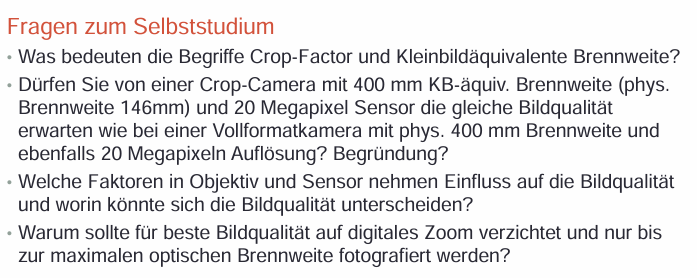 Fragen zum Selbststudium
• Was bedeuten die Begriffe Crop-Factor und Kleinbildäquivalente Brennweite?
• Dürfen Sie von einer Crop-Camera mit 400 mm KB-äquiv. Brennweite (phys.
Brennweite 146mm) und 20 Megapixel Sensor die gleiche Bildqualität
erwarten wie bei einer Vollformatkamera mit phys. 400 mm Brennweite und
ebenfalls 20 Megapixeln Auflösung? Begründung?
• Welche Faktoren in Objektiv und Sensor nehmen Einfluss auf die Bildqualität
und worin könnte sich die Bildqualität unterscheiden?
• Warum sollte für beste Bildqualität auf digitales Zoom verzichtet und nur bis
zur maximalen optischen Brennweite fotografiert werden?